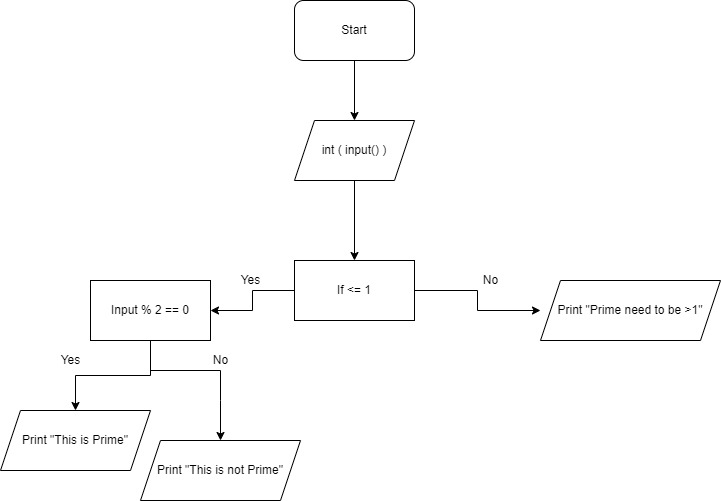 Start
int ( input() )
Yes
If <= 1
No
Input % 2 == 0
Print "Prime need to be >1"
Yes
No
Print "This is Prime"
Print "This is not Prime"